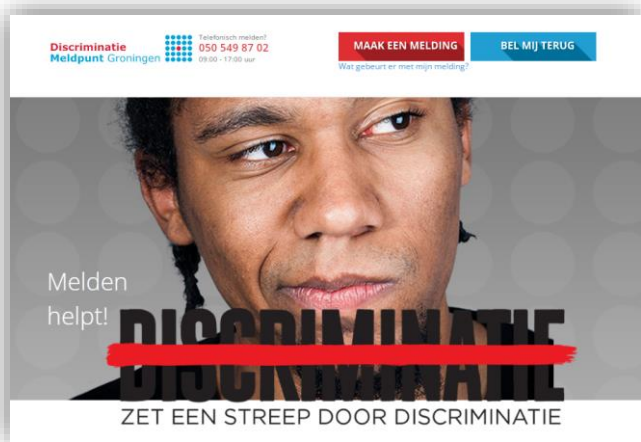 Discriminatie
Meldpunt Groningen
Telefonisch melden?
050 549 87 02
09:00 - 17:00 uur
MAAK EEN MELDING
BEL MIJ TERUG
Wat gebeurt er met mijn melding?
Melden
helpt!
DISCRIMINATIE
ZET EEN STREEP DOOR DISCRIMINATIE